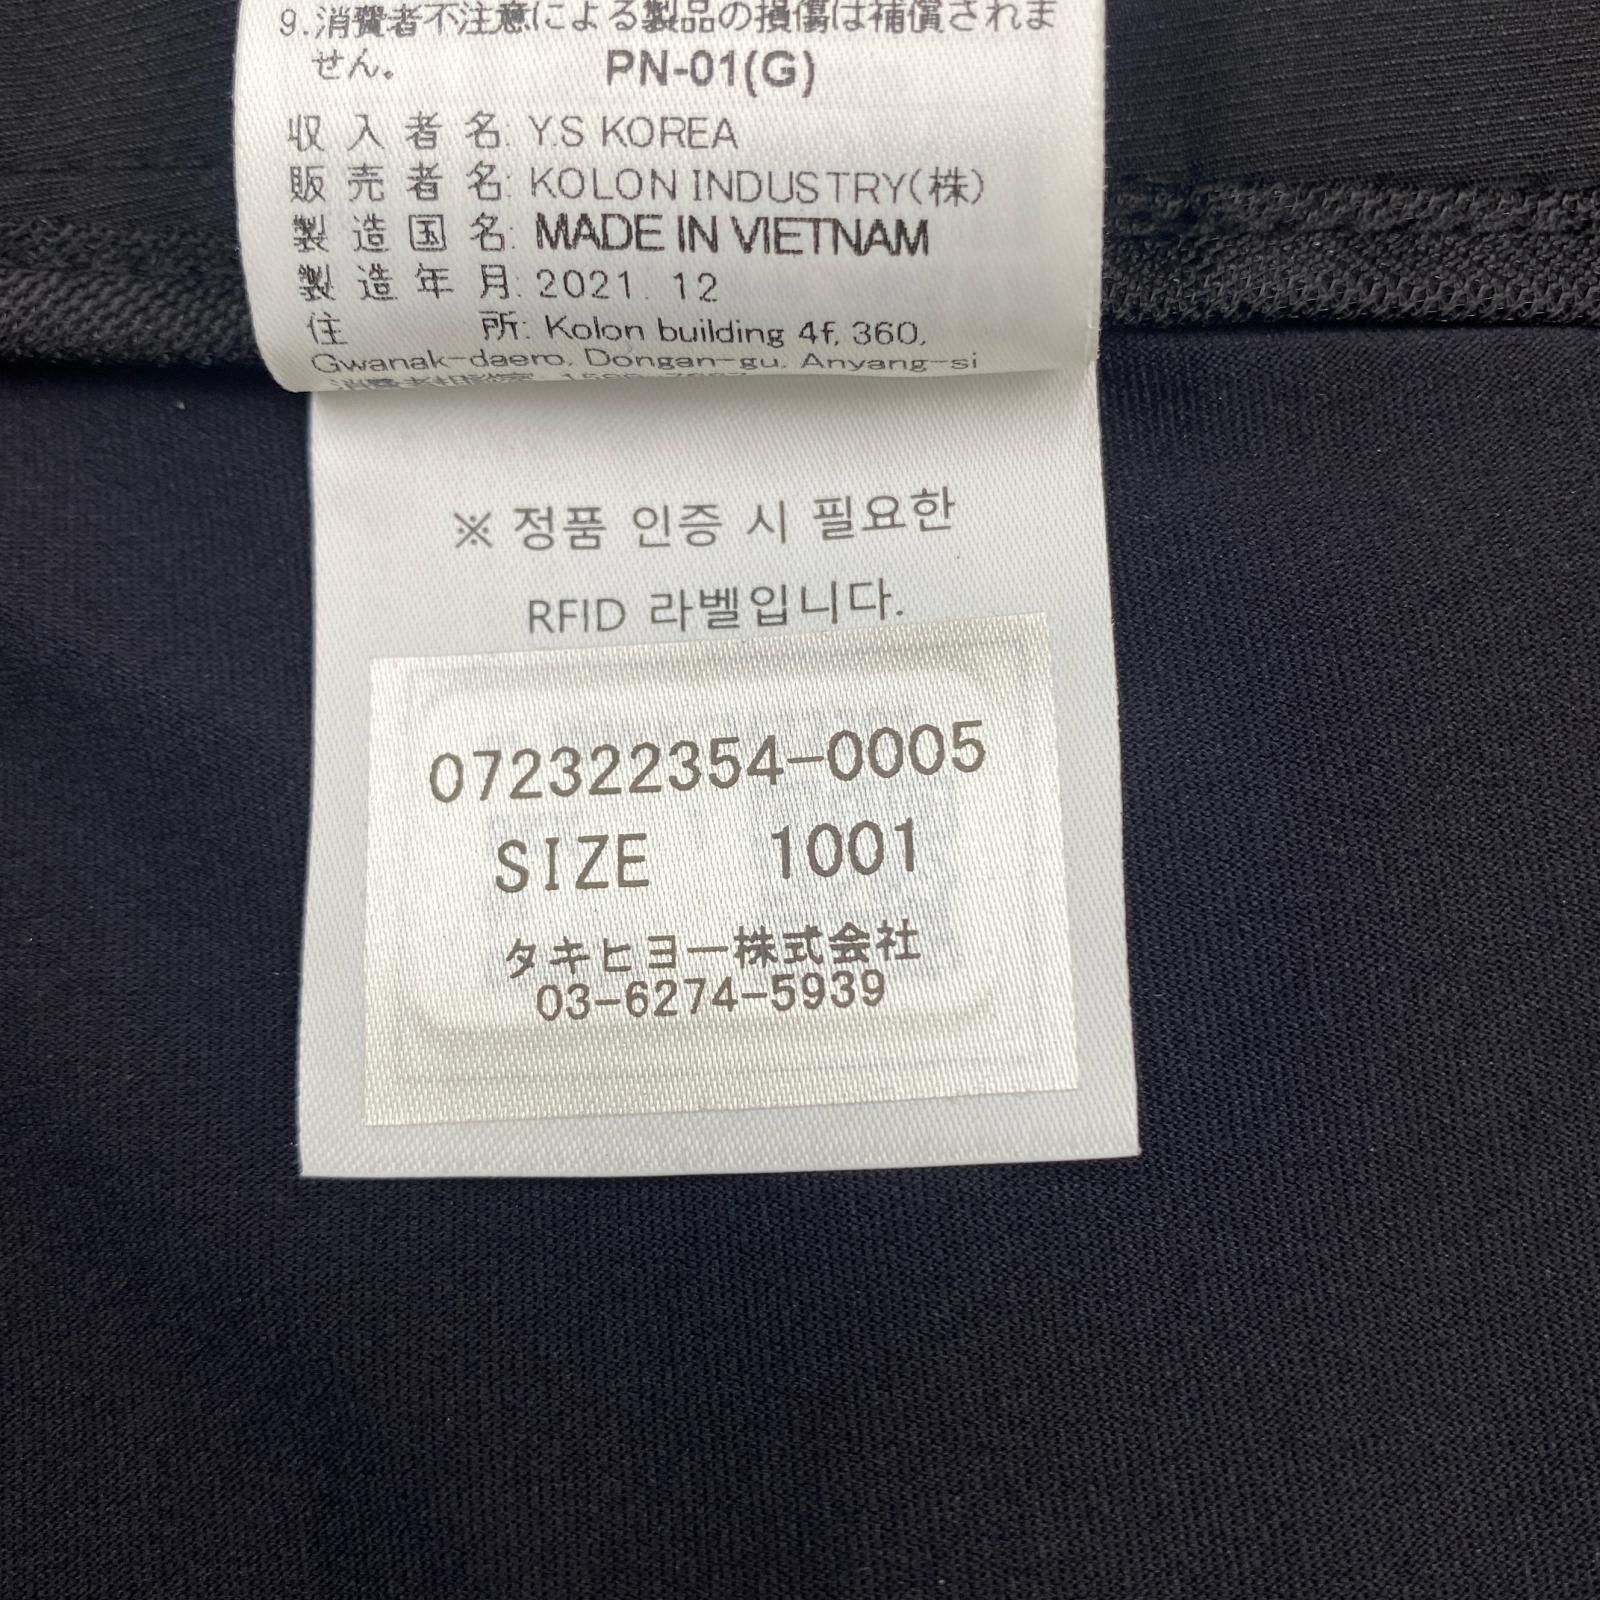 9.消費者不注意による製品の損傷は補償されま
せん。 PN-01(G)
収入者名: Y.S KOREA
販売者名: KOLON INDUSTRY(株)
製造国名: MADE IN VIETNAM
製造年月: 2021. 12
住所: Kolon building 4f, 360,
Gwanak-daero, Dongan-gu, Anyang-si
※ 정품 인증 시 필요한
RFID 라벨입니다.
072322354-0005
SIZE 1001
タキヒヨー株式会社
03-6274-5939